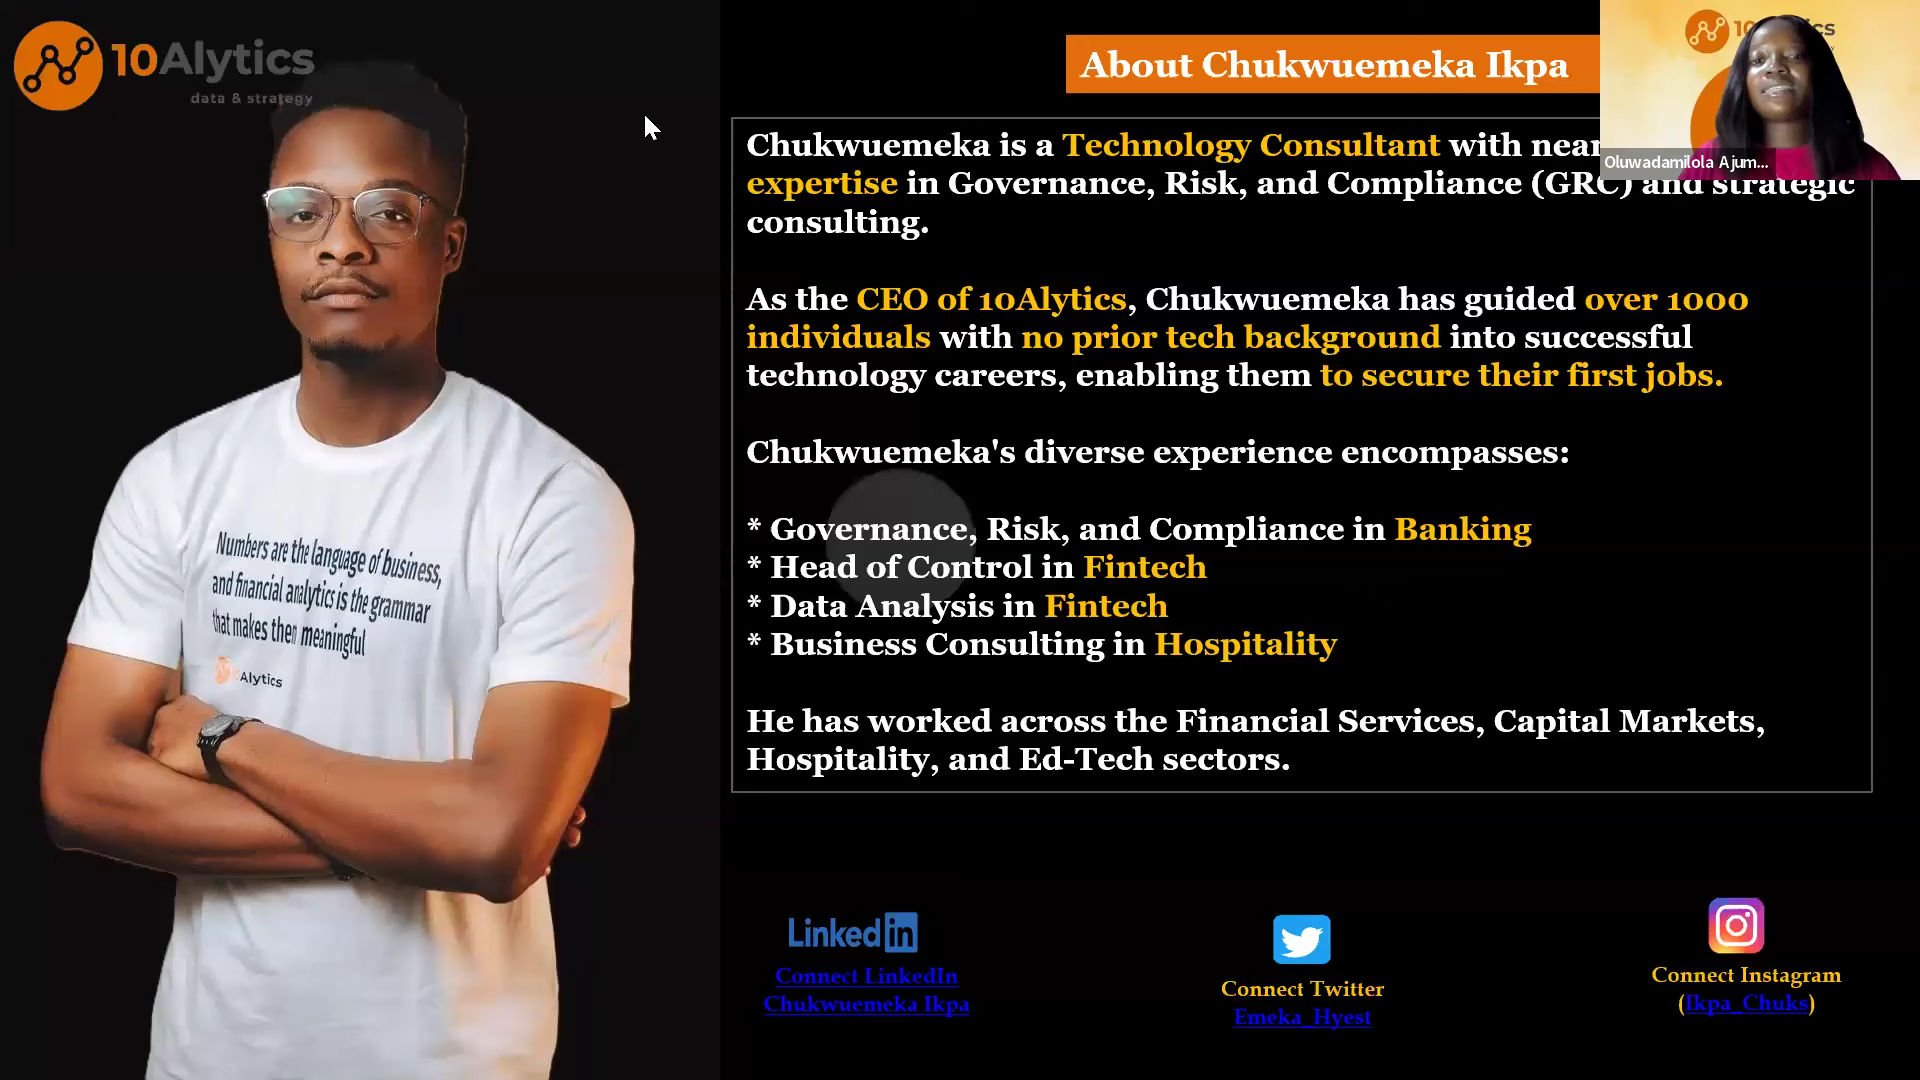 10Alytics
data & strategy
About Chukwuemeka Ikpa
Oluwadamilola Ajum...
Chukwuemeka is a Technology Consultant with
expertise in Governance, Risk, and Compliance (GRC) and strategic
consulting.
As the CEO of 10Alytics, Chukwuemeka has guided over 1000
individuals with no prior tech background into successful
technology careers, enabling them to secure their first jobs.
Chukwuemeka's diverse experience encompasses:
* Governance, Risk, and Compliance in Banking
* Head of Control in Fintech
* Data Analysis in Fintech
* Business Consulting in Hospitality
He has worked across the Financial Services, Capital Markets,
Hospitality, and Ed-Tech sectors.
Numbers are the language of business,
and financial analytics is the grammar
that makes them meaningful
10Alytics
Linkedin
Connect LinkedIn
Chukwuemeka Ikpa
Connect Twitter
Emeka_Hyest
Connect Instagram
(Ikpa_Chuks)